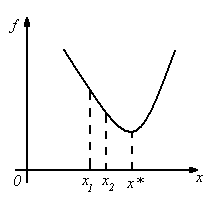 f
0 x₁ x₂ x* x